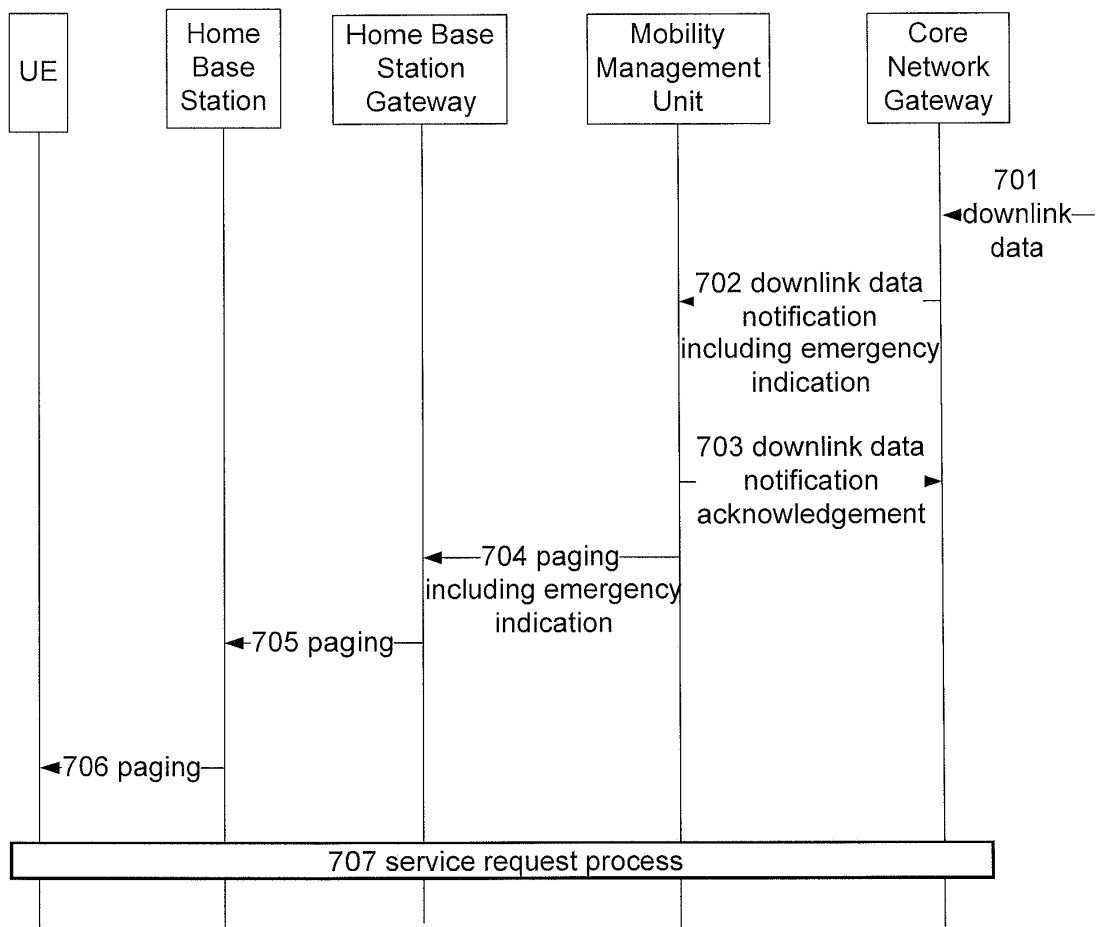 UE
Home
Base
Station
Home Base
Station
Gateway
Mobility
Management
Unit
Core
Network
Gateway
701
downlink
data
702 downlink data
notification
including emergency
indication
703 downlink data
notification
acknowledgement
704 paging
including emergency
indication
705 paging
706 paging
707 service request process